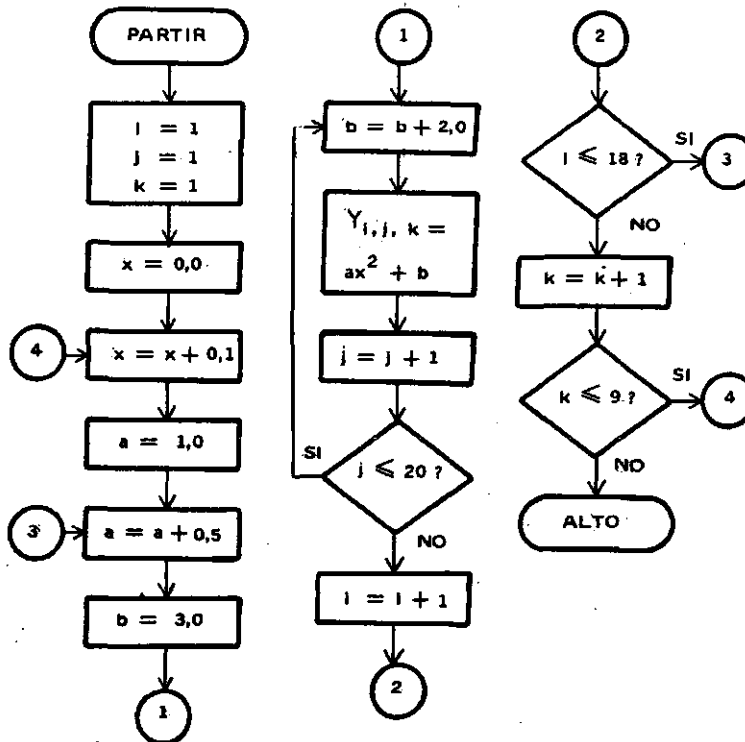 PARTIR
i = 1
j = 1
k = 1
x = 0,0
4
x = x + 0,1
a = 1,0
3
a = a + 0,5
b = 3,0
1
1
b = b + 2,0
Yi, j, k =
ax² + b
j = j + 1
SI
j ≤ 20 ?
NO
i = i + 1
2
2
i ≤ 18 ?
SI
3
NO
k = k + 1
k ≤ 9 ?
SI
4
NO
ALTO